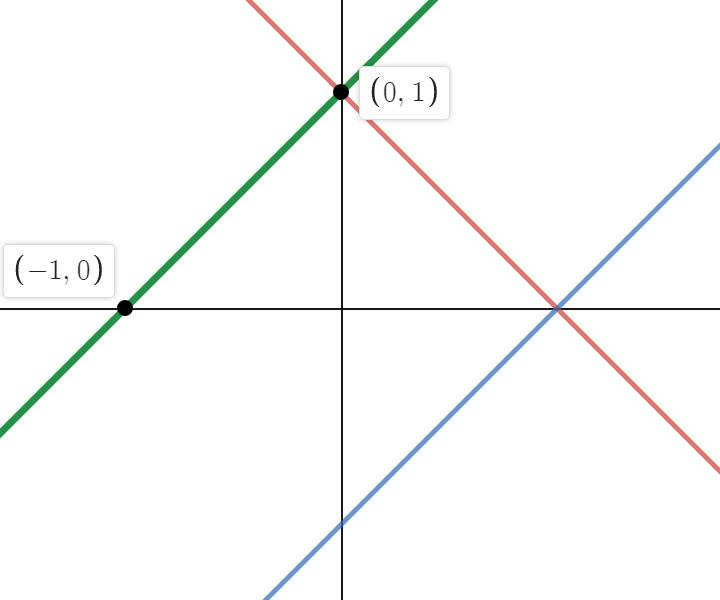 (0, 1)
(−1, 0)